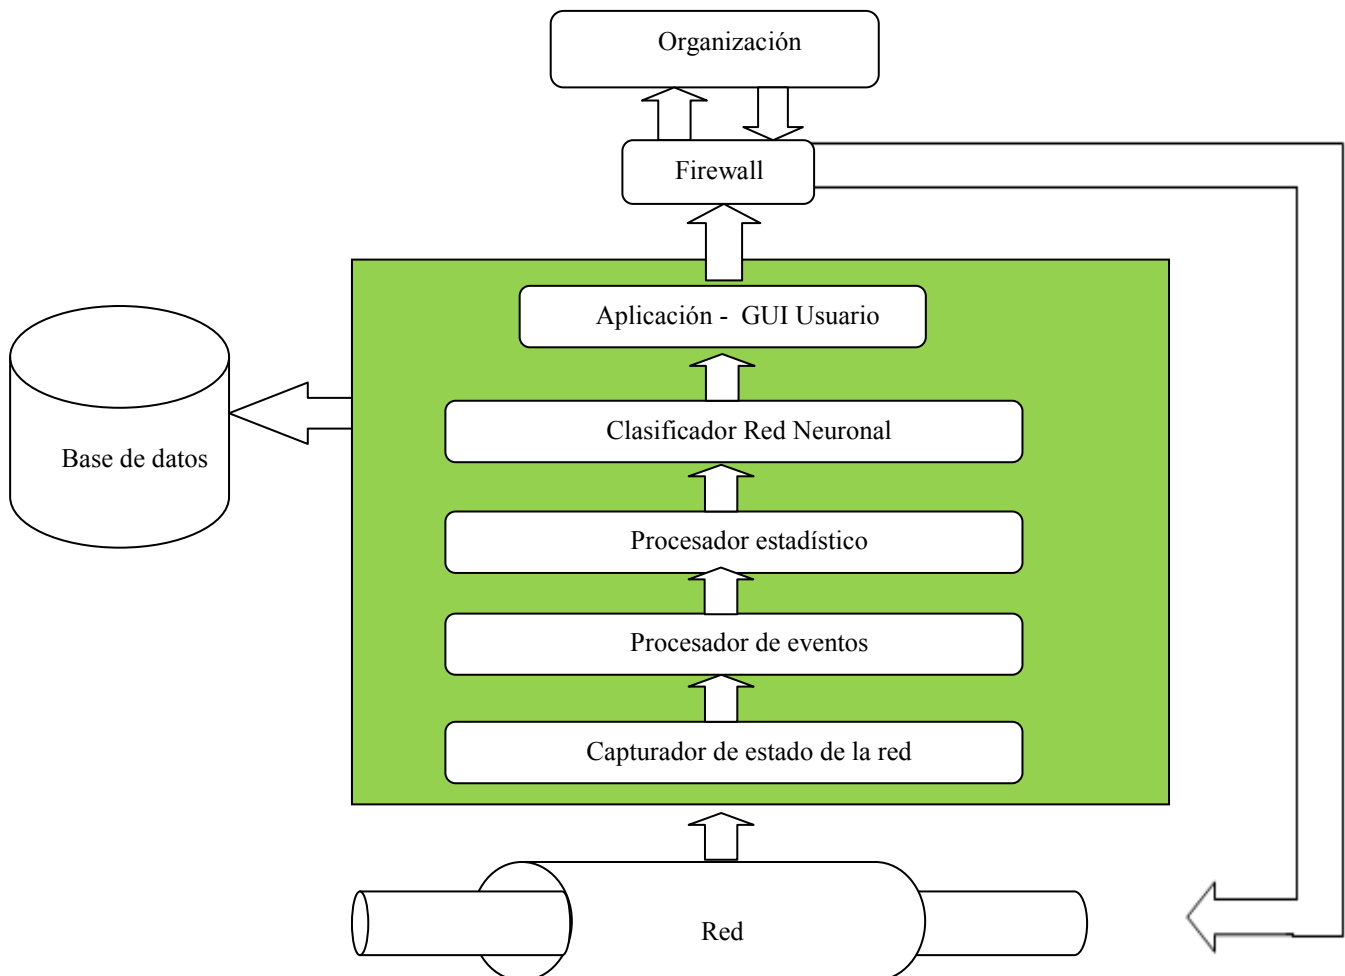 Organización
Firewall
Aplicación - GUI Usuario
Clasificador Red Neuronal
Base de datos
Procesador estadístico
Procesador de eventos
Capturador de estado de la red
Red